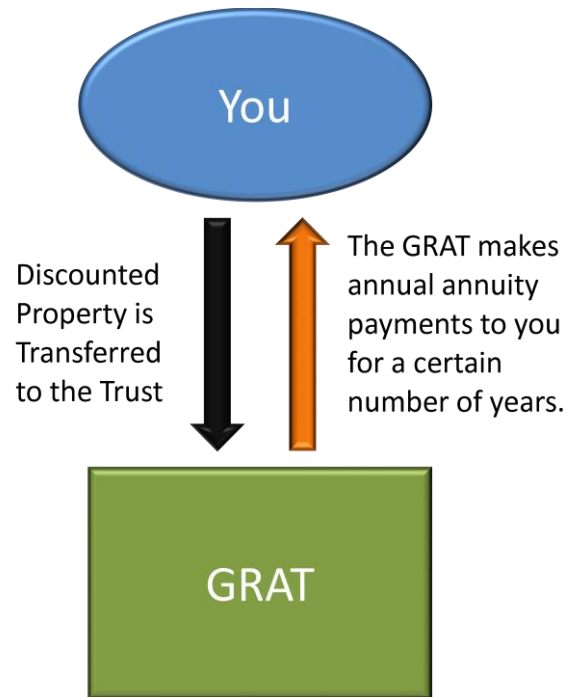 You
Discounted
Property is
Transferred
to the Trust
The GRAT makes
annual annuity
payments to you
for a certain
number of years.
GRAT